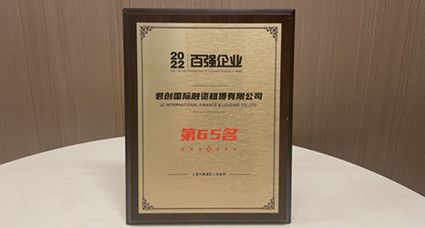 2022 百强企业
君创国际融资租赁有限公司
JC INTERNATIONAL FINANCE & LEASING CO.,LTD.
第65名